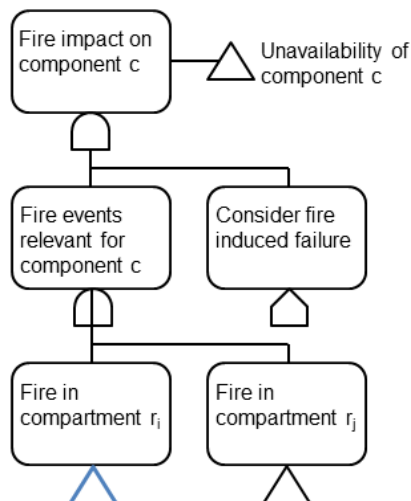 Fire impact on
component c
Unavailability of
component c
Fire events
relevant for
component c
Consider fire
induced failure
Fire in
compartment rᵢ
Fire in
compartment rⱼ